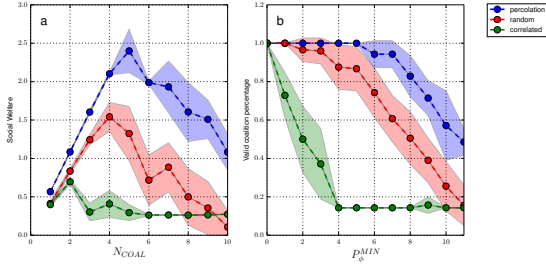 a
Social Welfare
3.0
2.5
2.0
1.5
1.0
0.5
0.0
0 2 4 6 8 10
N_COAL
b
Valid coalition percentage
1.2
1.0
0.8
0.6
0.4
0.2
0.0
0 2 4 6 8 10
P_ϕ^MIN
percolation
random
correlated